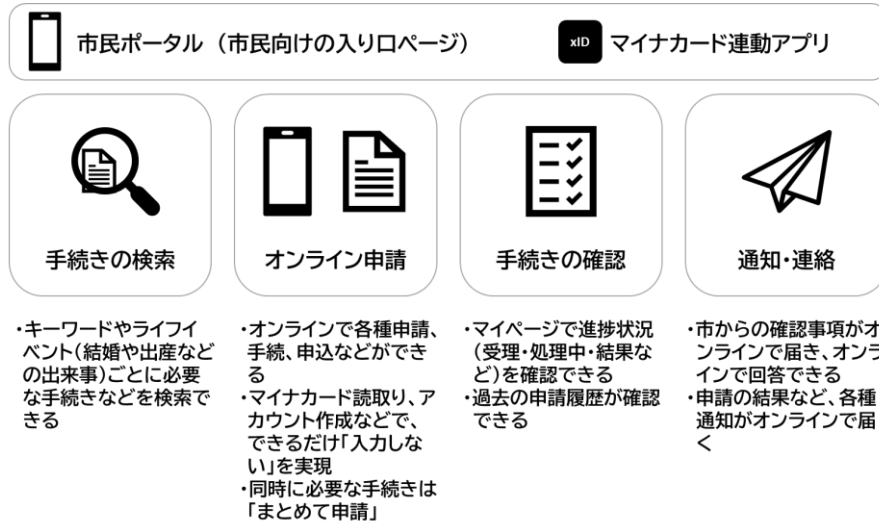 市民ポータル（市民向けの入り口ページ）
xID マイナカード連動アプリ
手続きの検索
・キーワードやライフイ
ベント（結婚や出産など
の出来事）ごとに必要
な手続きなどを検索で
きる
オンライン申請
・オンラインで各種申請、
手続、申込などができ
る
・マイナカード読取り、ア
カウント作成などで、
できるだけ「入力しな
い」を実現
・同時に必要な手続きは
「まとめて申請」
手続きの確認
・マイページで進捗状況
（受理・処理中・結果な
ど）を確認できる
・過去の申請履歴が確認
できる
通知・連絡
・市からの確認事項がオ
ンラインで届き、オンラ
インで回答できる
・申請の結果など、各種
通知がオンラインで届
く